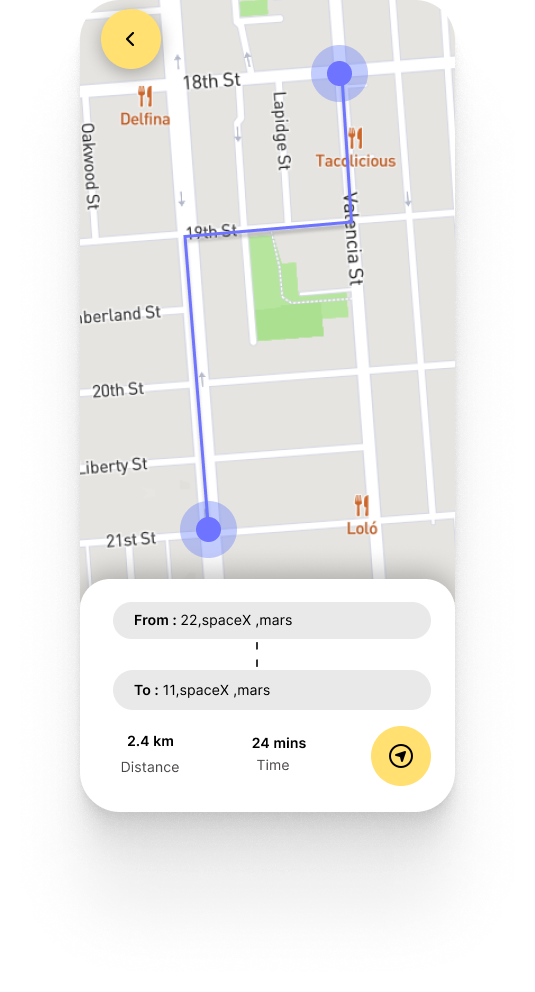 18th St
Delfina
Oakwood St
Lapidge St
Tacolicious
Valencia St
19th St
berland St
20th St
Liberty St
21st St
Loló
From : 22,spaceX ,mars
To : 11,spaceX ,mars
2.4 km
24 mins
Distance
Time